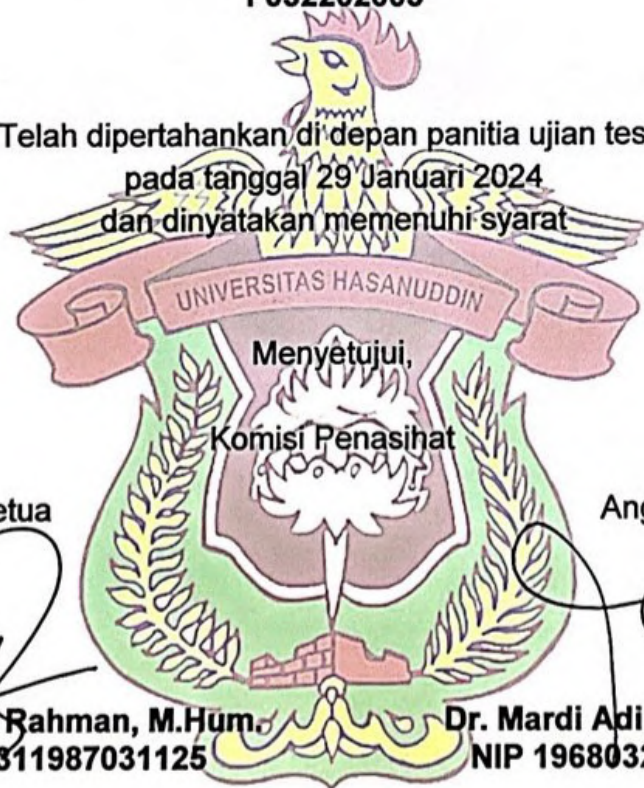 Telah dipertahankan di depan panitia ujian tes
pada tanggal 29 Januari 2024
dan dinyatakan memenuhi syarat
UNIVERSITAS HASANUDDIN
Menyetujui,
Komisi Penasihat
etua Ang
Rahman, M.Hum. Dr. Mardi Adi
311987031125 NIP 1968032